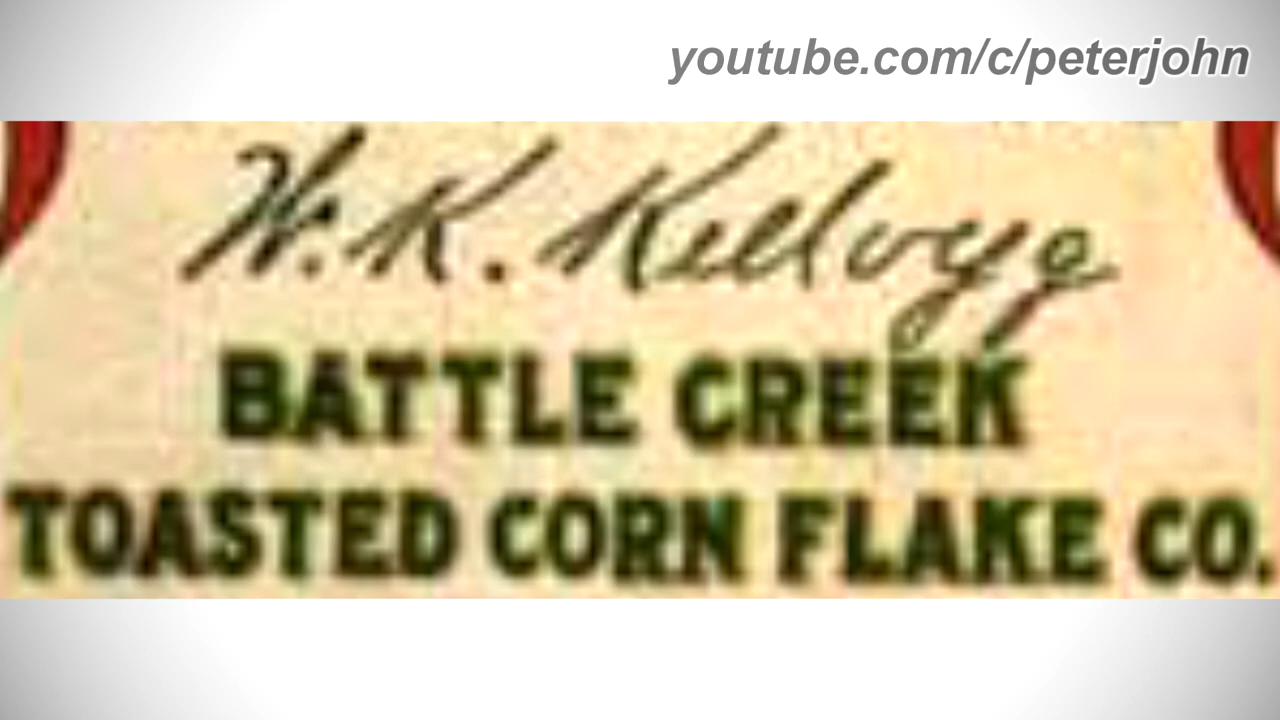 youtube.com/c/peterjohn
W. K. Kellogg
BATTLE CREEK
TOASTED CORN FLAKE CO.